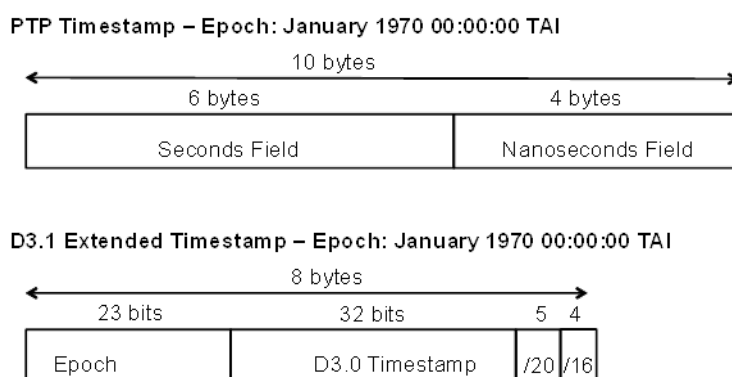 PTP Timestamp – Epoch: January 1970 00:00:00 TAI
10 bytes
6 bytes 4 bytes
Seconds Field Nanoseconds Field
D3.1 Extended Timestamp – Epoch: January 1970 00:00:00 TAI
8 bytes
23 bits 32 bits 5 4
Epoch D3.0 Timestamp /20 /16